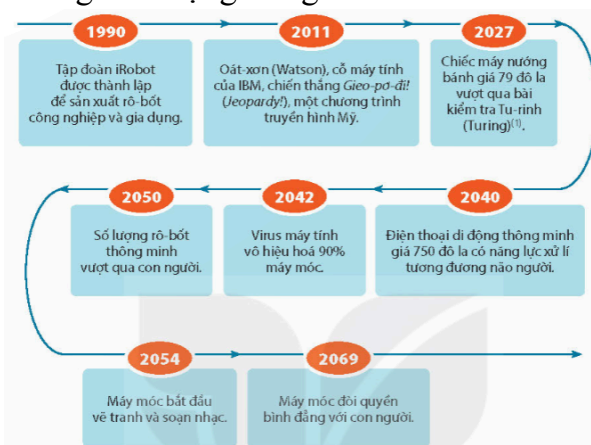 1990
Tập đoàn iRobot
được thành lập
để sản xuất rô-bốt
công nghiệp và gia dụng.
2011
Oát-xơn (Watson), cỗ máy tính
của IBM, chiến thắng Gieo-pơ-đi!
(Jeopardy!), một chương trình
truyền hình Mỹ.
2027
Chiếc máy nướng
bánh giá 79 đô la
vượt qua bài
kiểm tra Tu-rinh
(Turing)(1).
2040
Điện thoại di động thông minh
giá 750 đô la có năng lực xử lí
tương đương não người.
2042
Virus máy tính
vô hiệu hoá 90%
máy móc.
2050
Số lượng rô-bốt
thông minh
vượt qua con người.
2054
Máy móc bắt đầu
vẽ tranh và soạn nhạc.
2069
Máy móc đòi quyền
bình đẳng với con người.